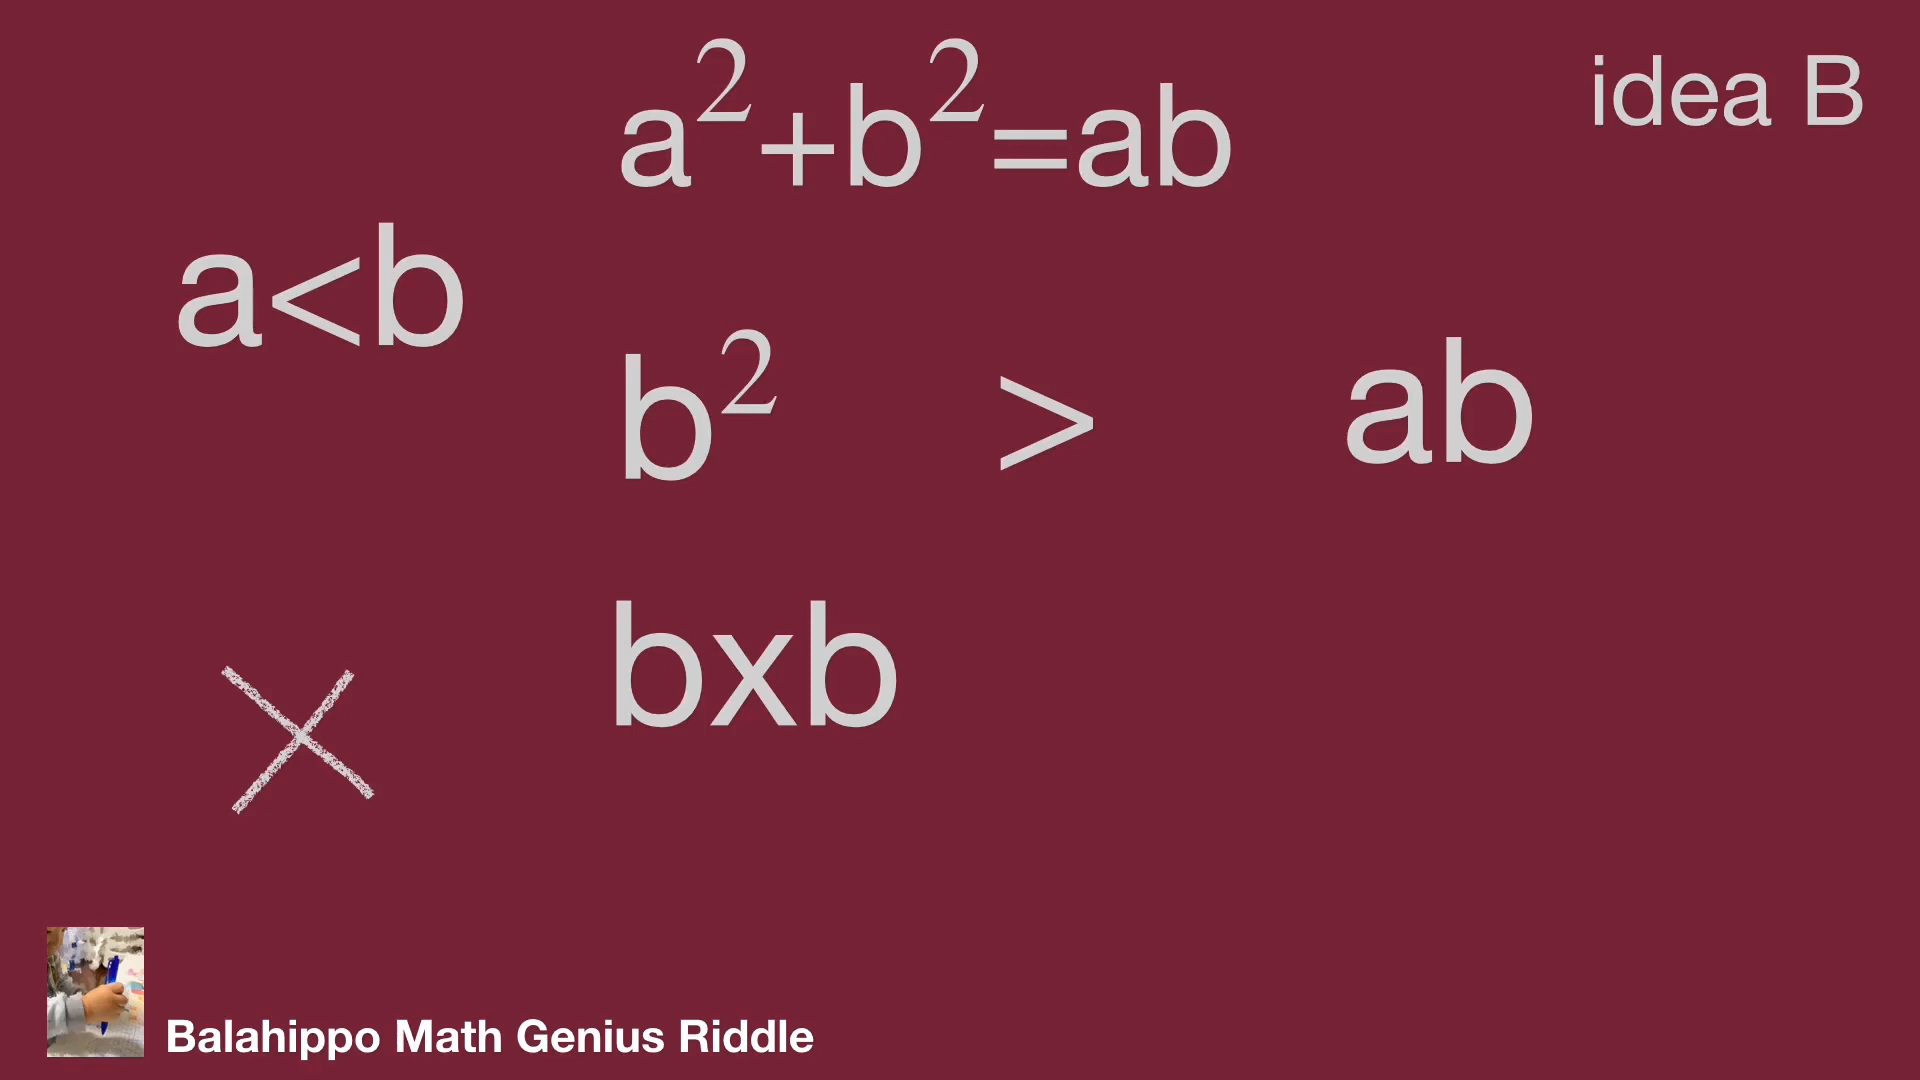 a²+b²=ab
idea B
a<b
b² > ab
bxb
Balahippo Math Genius Riddle